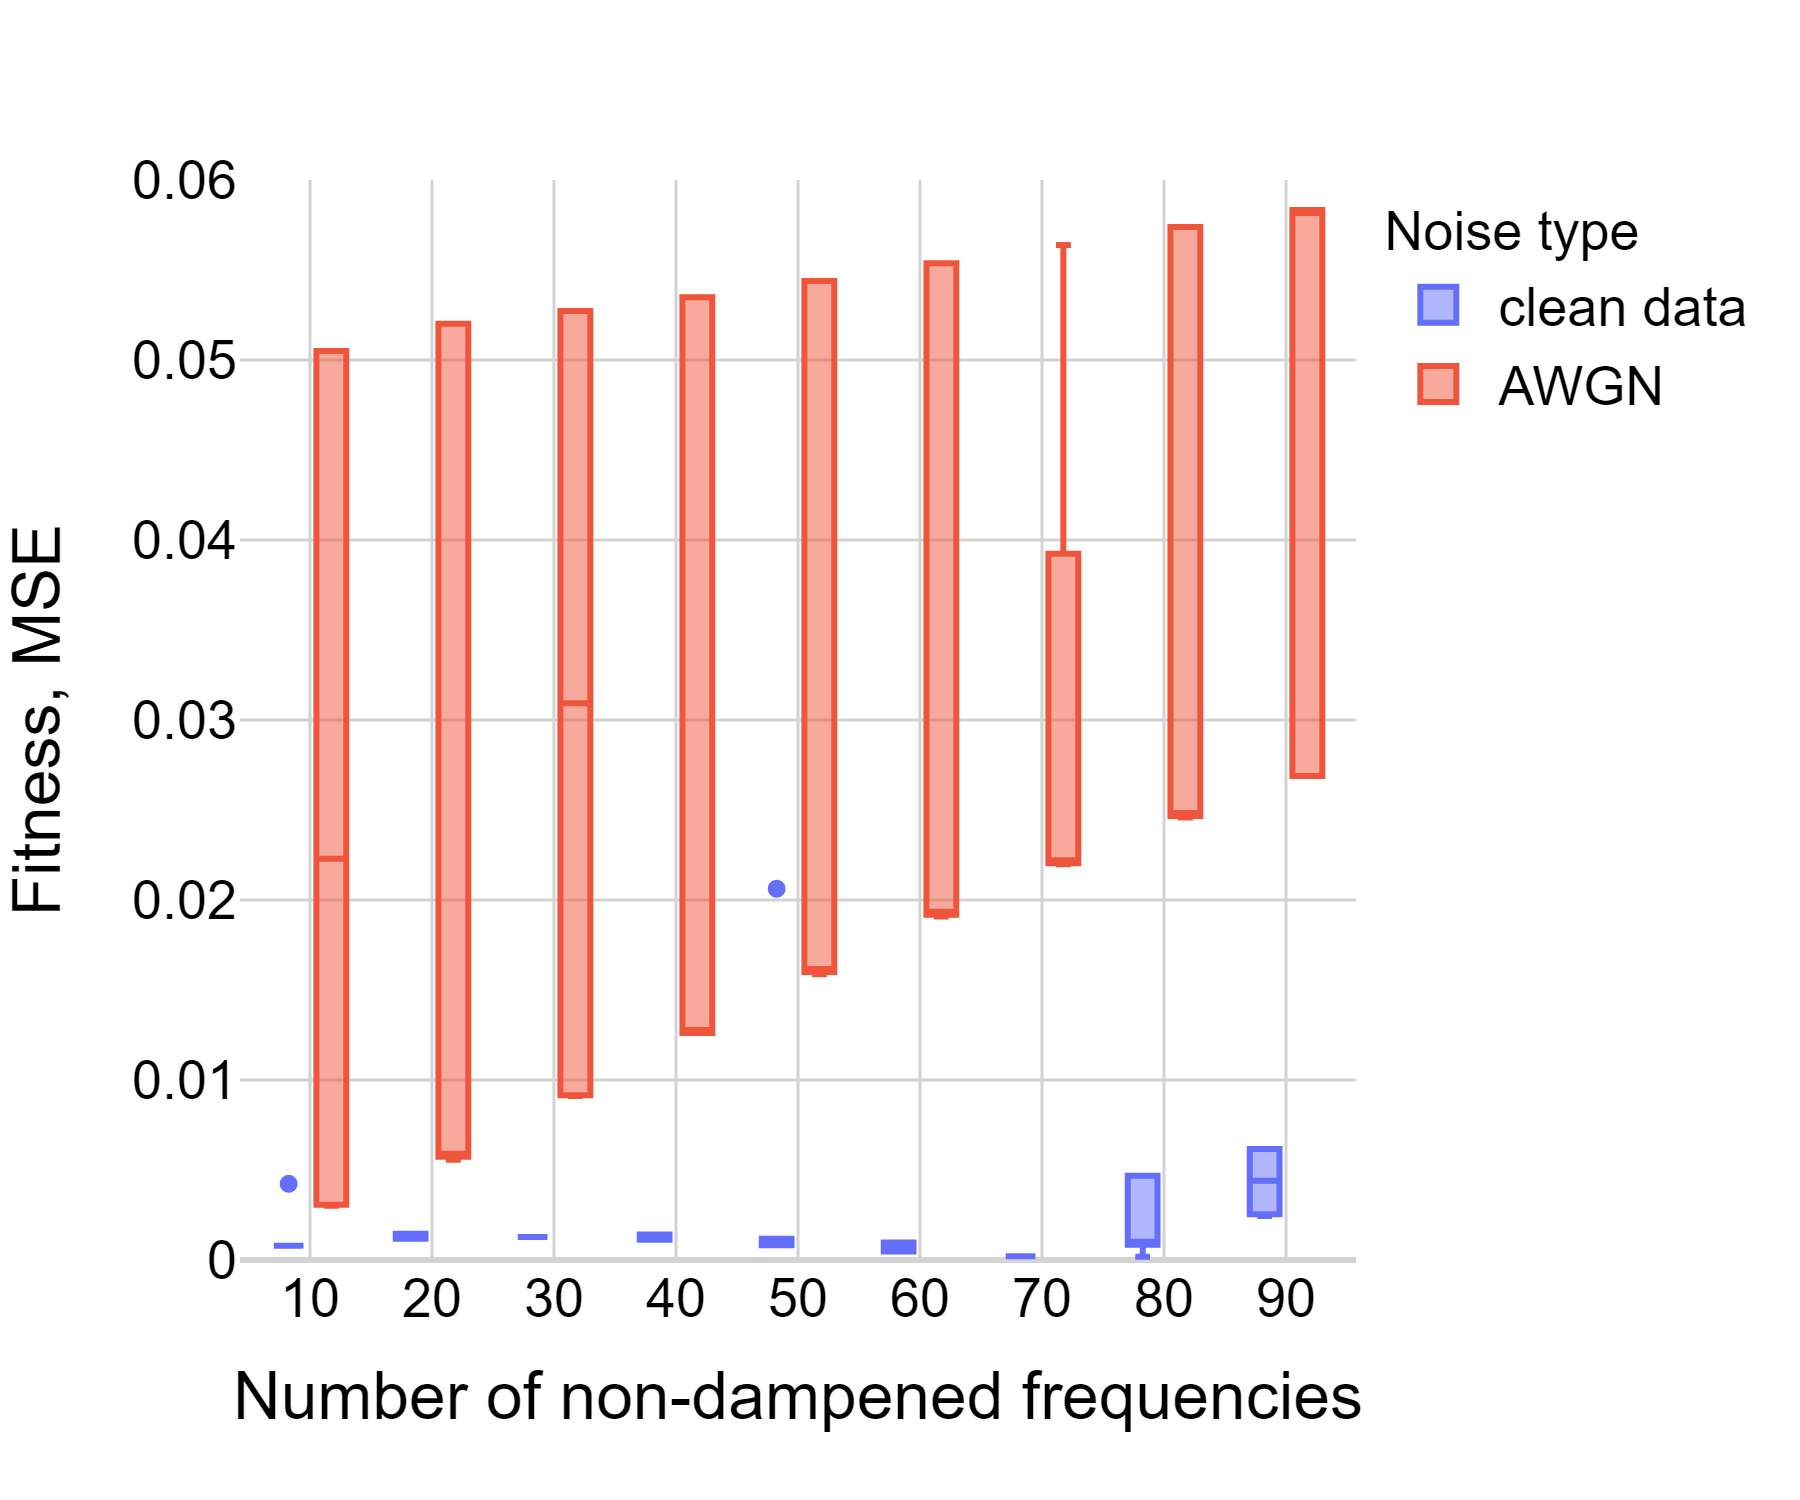 0.06
0.05
0.04
0.03
0.02
0.01
0
Fitness, MSE
10 20 30 40 50 60 70 80 90
Number of non-dampened frequencies
Noise type
clean data
AWGN